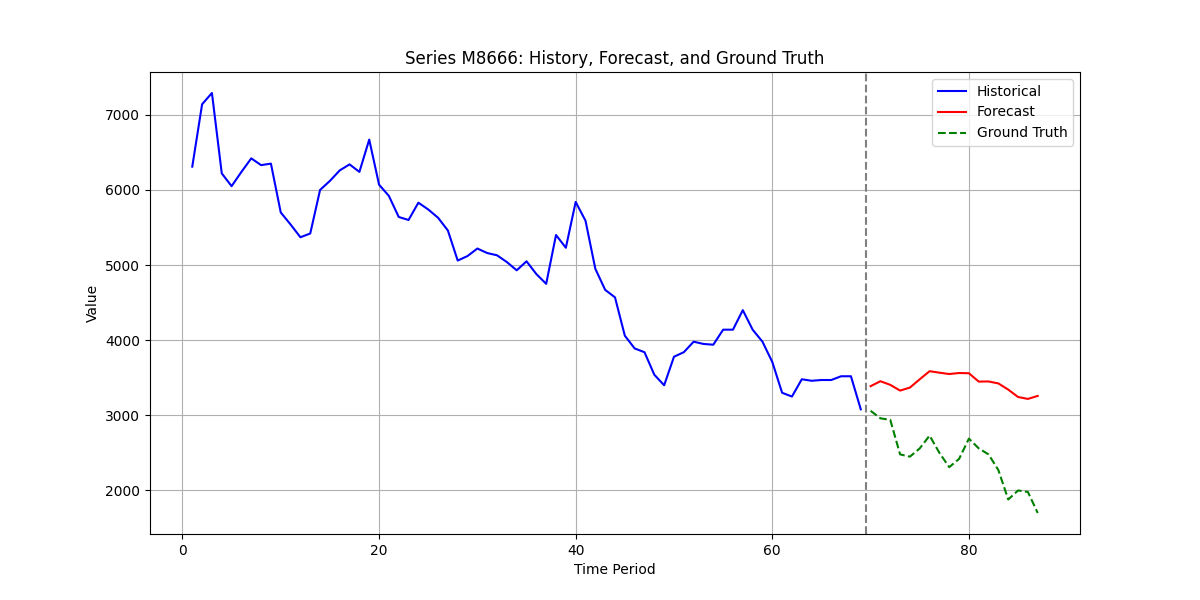 Series M8666: History, Forecast, and Ground Truth
Historical
Forecast
Ground Truth
7000
6000
5000
4000
3000
2000
Value
0
20
40
60
80
Time Period